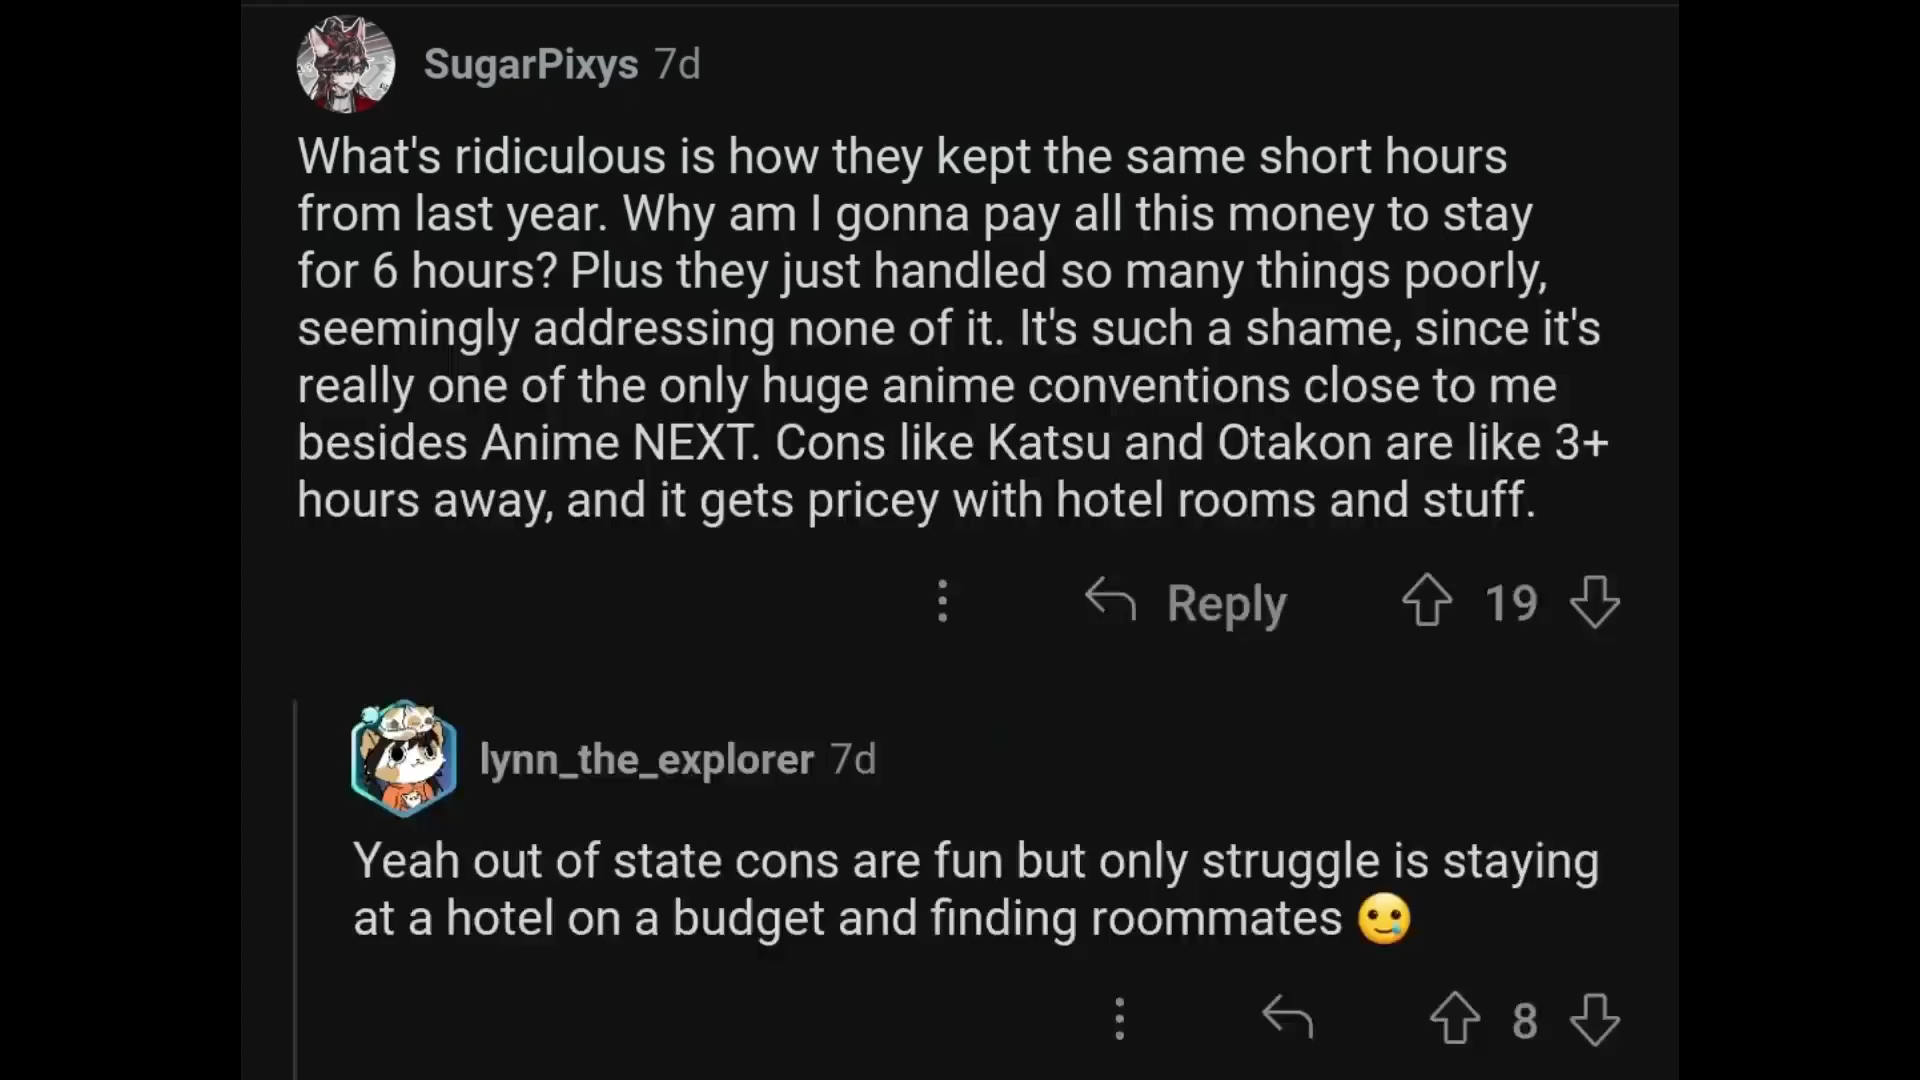 SugarPixys 7d
What's ridiculous is how they kept the same short hours
from last year. Why am I gonna pay all this money to stay
for 6 hours? Plus they just handled so many things poorly,
seemingly addressing none of it. It's such a shame, since it's
really one of the only huge anime conventions close to me
besides Anime NEXT. Cons like Katsu and Otakon are like 3+
hours away, and it gets pricey with hotel rooms and stuff.
Reply 19
lynn_the_explorer 7d
Yeah out of state cons are fun but only struggle is staying
at a hotel on a budget and finding roommates 🥲
8